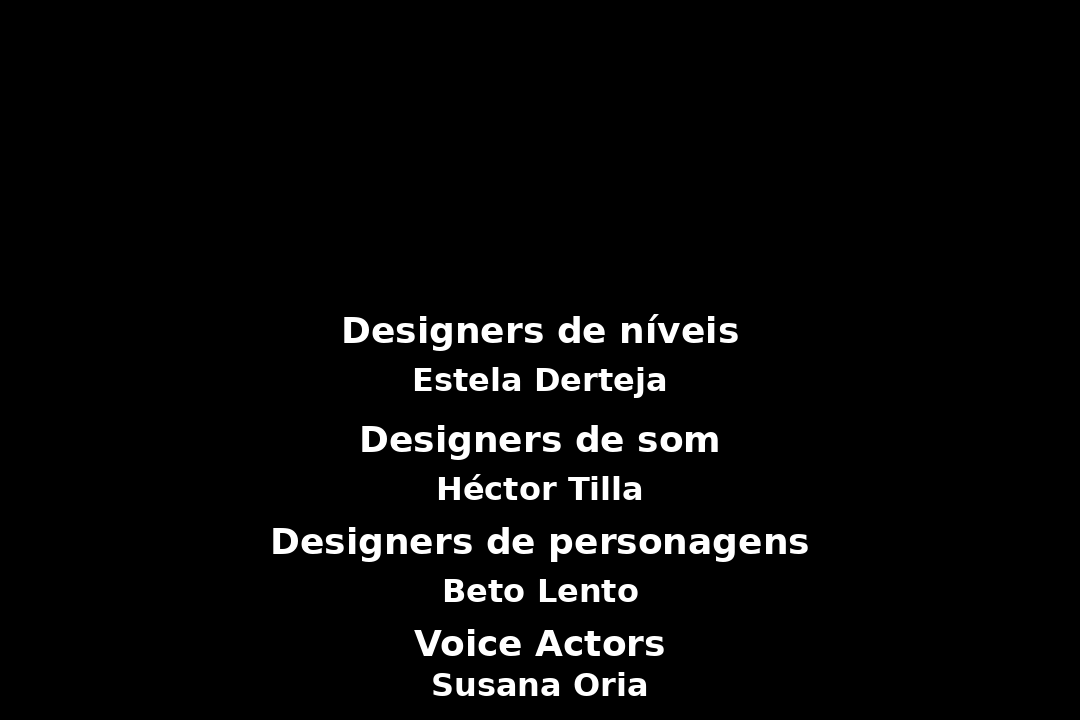 Designers de níveis
Estela Derteja
Designers de som
Héctor Tilla
Designers de personagens
Beto Lento
Voice Actors
Susana Oria